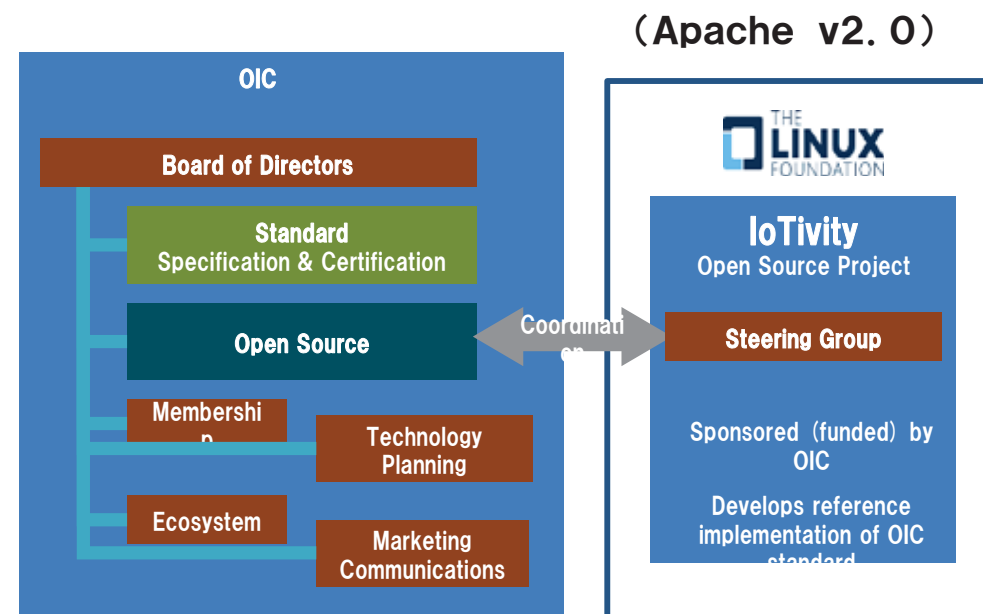 (Apache v2.0)
OIC
Board of Directors
Standard
Specification & Certification
Open Source
Membershi
p
Technology
Planning
Ecosystem
Marketing
Communications
Coordinati
on
THE
LINUX
FOUNDATION
IoTivity
Open Source Project
Steering Group
Sponsored (funded) by
OIC
Develops reference
implementation of OIC
standard